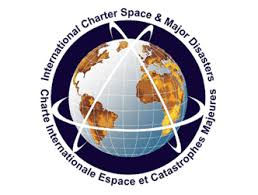 International Charter Space & Major Disasters
Charte Internationale Espace et Catastrophes Majeures